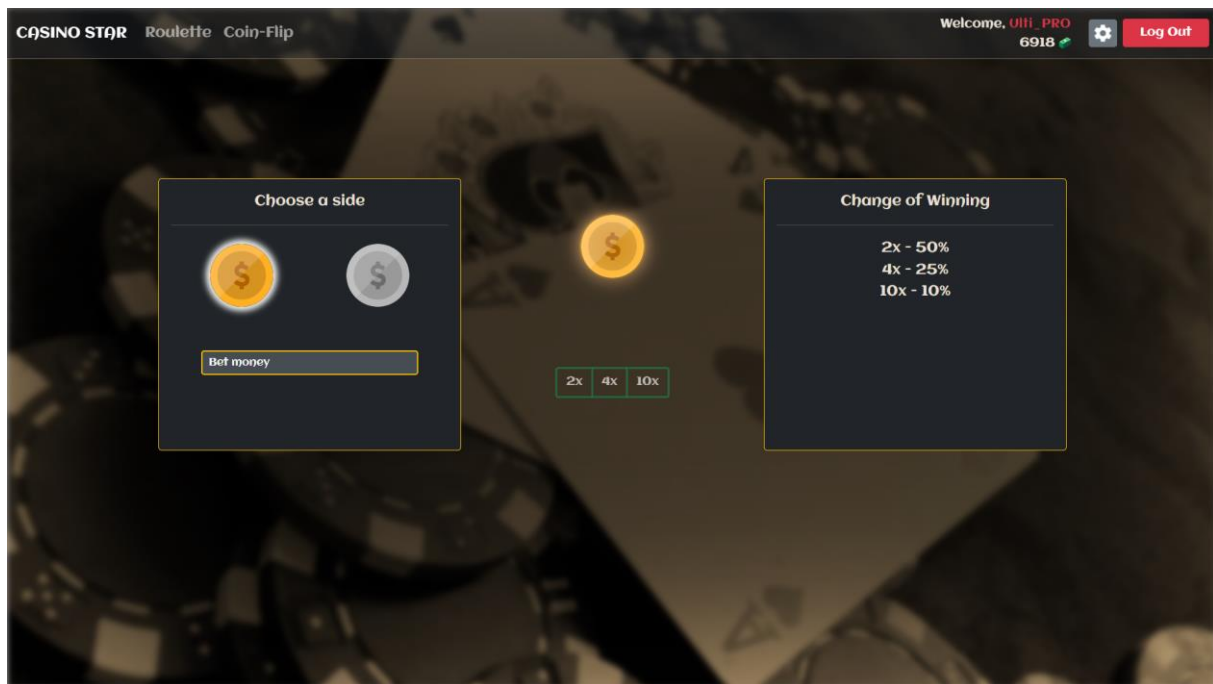 CASINO STAR Roulette Coin-Flip
Welcome, Ulti_PRO
6918
Log Out
Choose a side
$ $
Bet money
$
2x 4x 10x
Change of Winning
2x - 50%
4x - 25%
10x - 10%